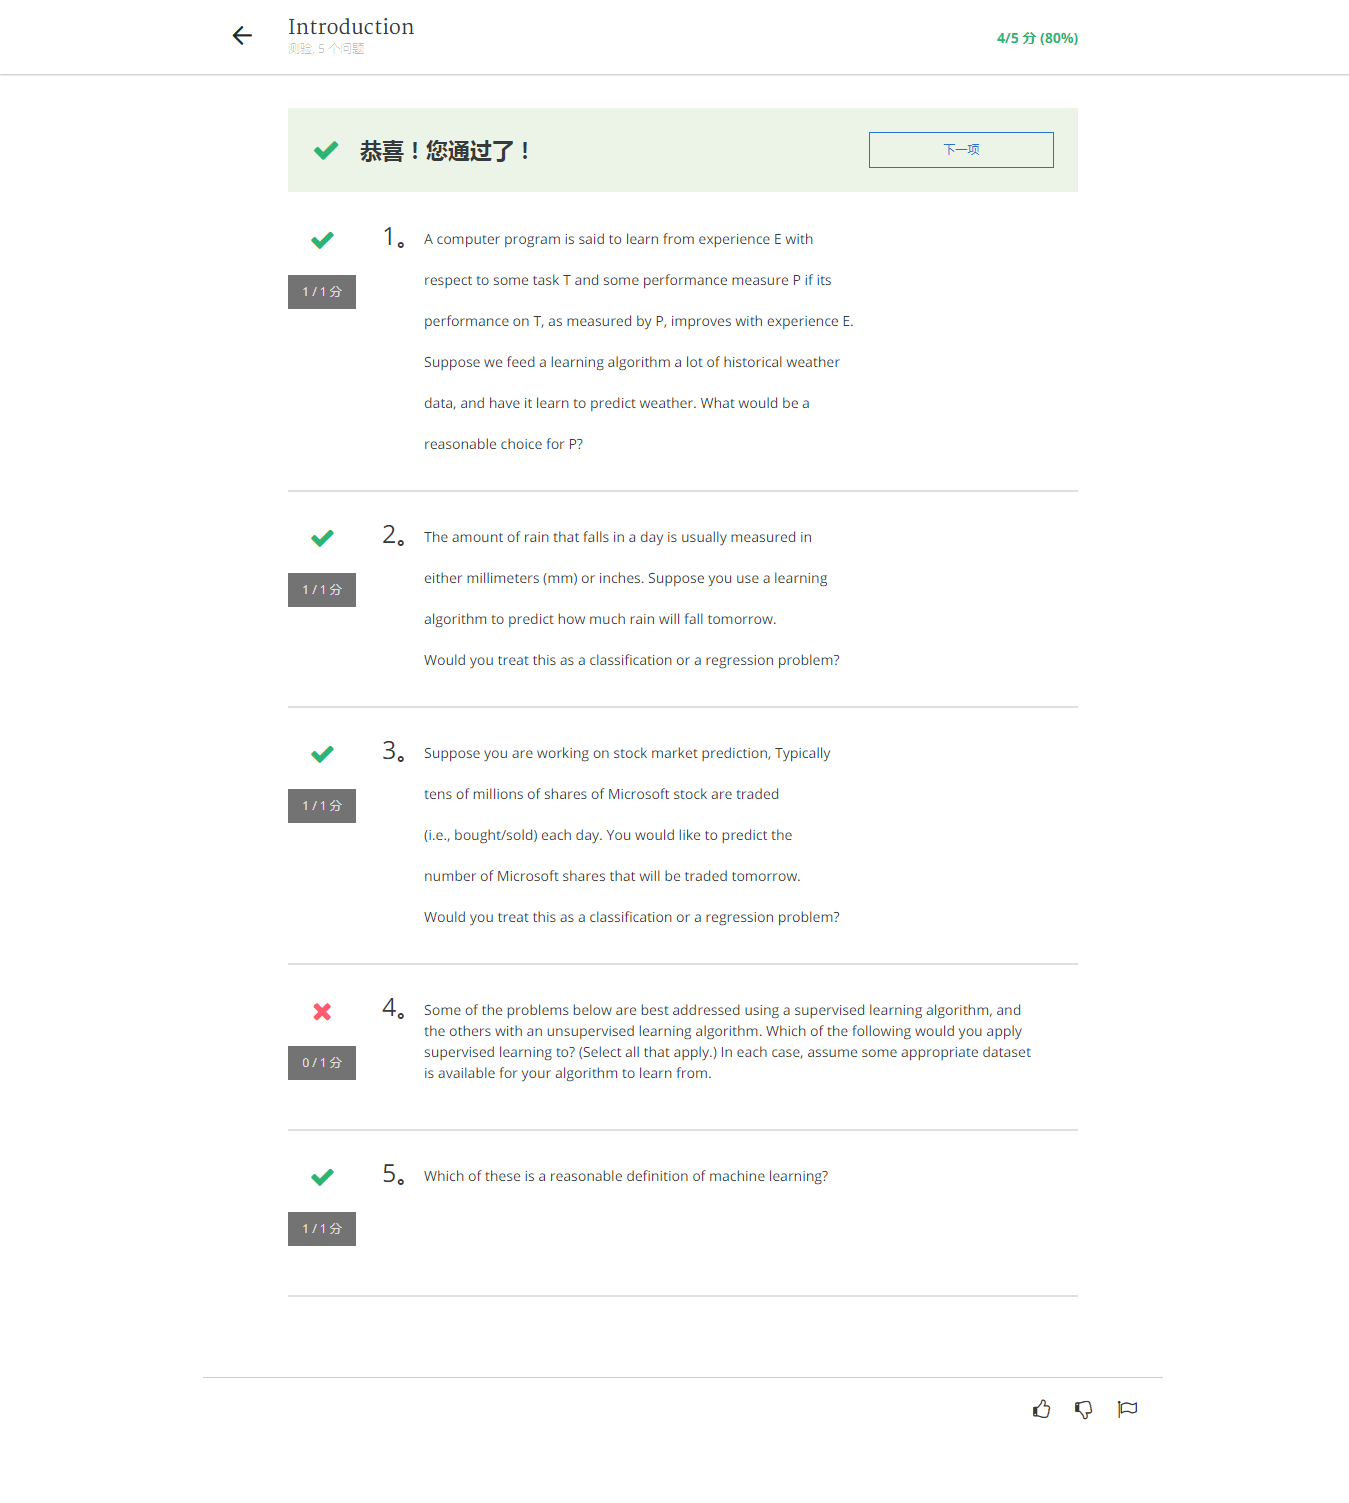 Introduction
测验, 5 个问题
4/5 分 (80%)
恭喜！您通过了！
下一项
1。
A computer program is said to learn from experience E with
respect to some task T and some performance measure P if its
performance on T, as measured by P, improves with experience E.
Suppose we feed a learning algorithm a lot of historical weather
data, and have it learn to predict weather. What would be a
reasonable choice for P?
1 / 1 分
2。
The amount of rain that falls in a day is usually measured in
either millimeters (mm) or inches. Suppose you use a learning
algorithm to predict how much rain will fall tomorrow.
Would you treat this as a classification or a regression problem?
1 / 1 分
3。
Suppose you are working on stock market prediction, Typically
tens of millions of shares of Microsoft stock are traded
(i.e., bought/sold) each day. You would like to predict the
number of Microsoft shares that will be traded tomorrow.
Would you treat this as a classification or a regression problem?
1 / 1 分
4。
Some of the problems below are best addressed using a supervised learning algorithm, and
the others with an unsupervised learning algorithm. Which of the following would you apply
supervised learning to? (Select all that apply.) In each case, assume some appropriate dataset
is available for your algorithm to learn from.
0 / 1 分
5。
Which of these is a reasonable definition of machine learning?
1 / 1 分